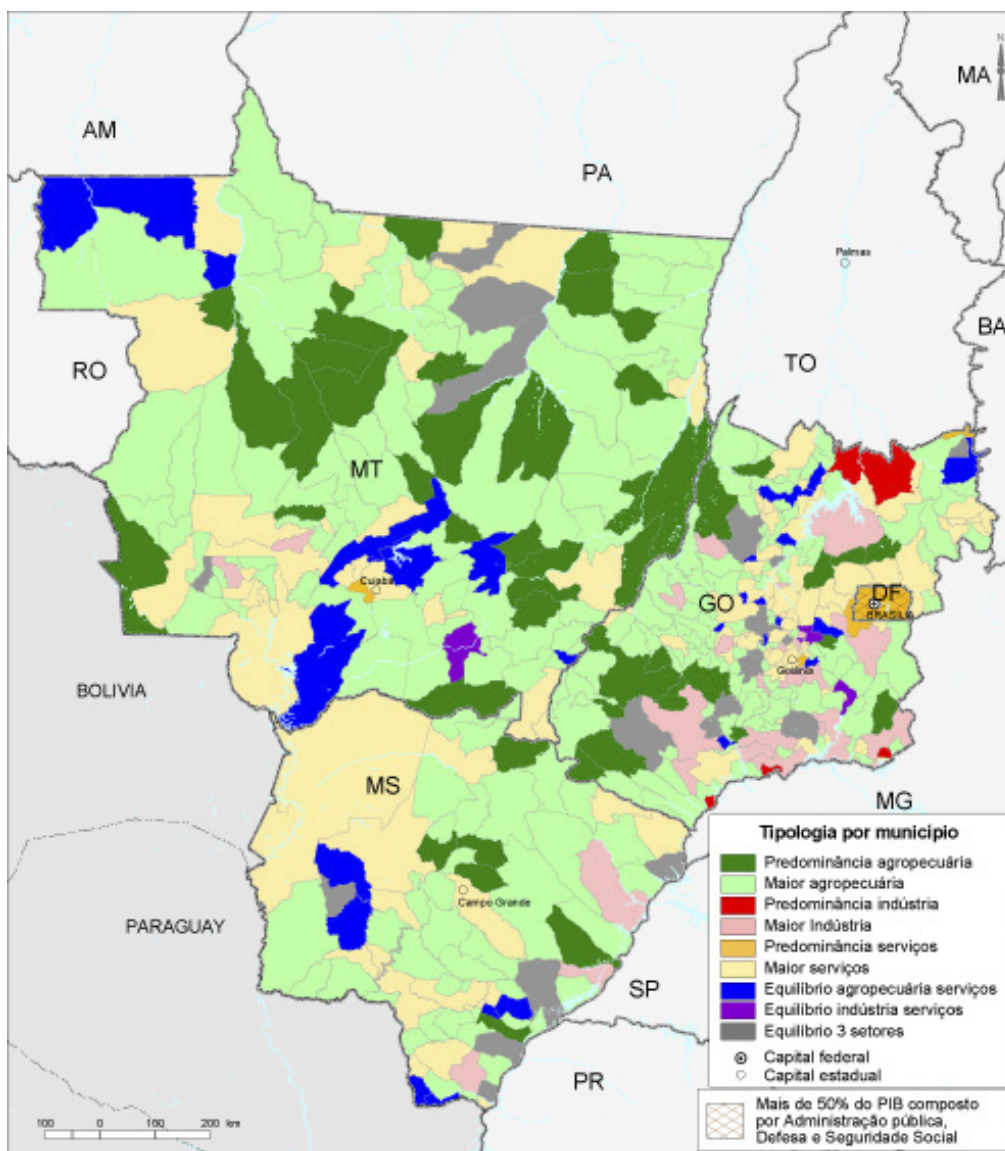 N
MA
AM
PA
Palmas
BA
RO
TO
MT
Cuiabá
GO
DF
BRASÍLIA
Goiânia
BOLIVIA
MS
MG
Tipologia por município
Predominância agropecuária
Maior agropecuária
Predominância indústria
Maior Indústria
Predominância serviços
Maior serviços
Equilíbrio agropecuária serviços
Equilíbrio indústria serviços
Equilíbrio 3 setores
Capital federal
Capital estadual
Campo Grande
PARAGUAY
SP
PR
Mais de 50% do PIB composto
por Administração pública,
Defesa e Seguridade Social
100 0 100 200 km